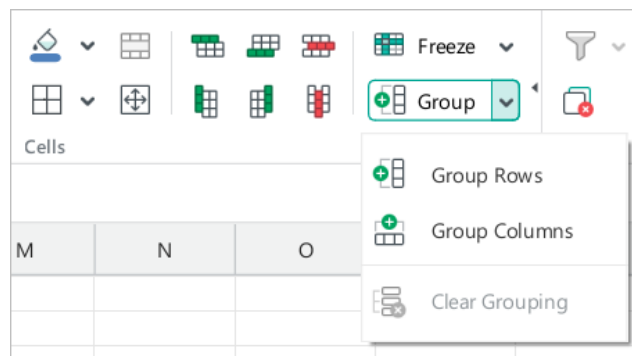 Freeze
Group
Cells
Group Rows
Group Columns
Clear Grouping
M N O